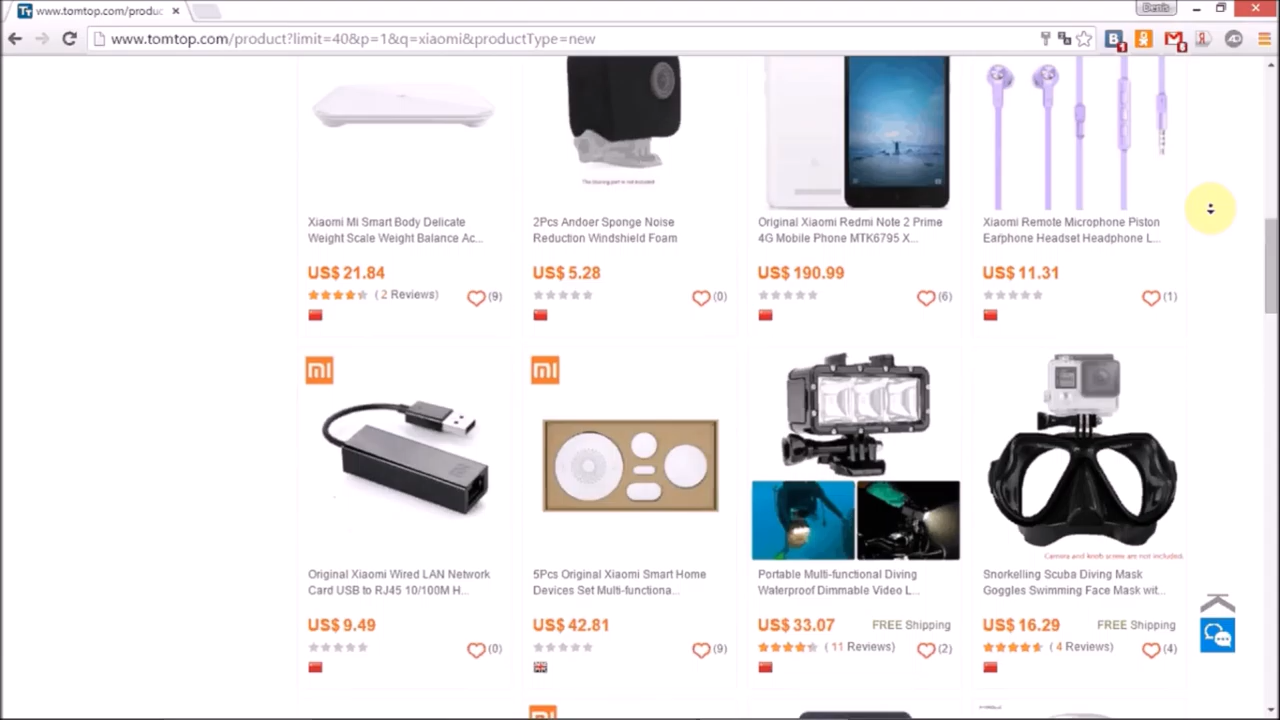 www.tomtop.com/produc
Denis
www.tomtop.com/product?limit=40&p=1&q=xiaomi&productType=new
The cleaning part is not included
Xiaomi Mi Smart Body Delicate
Weight Scale Weight Balance Ac...
US$ 21.84
( 2 Reviews)
(9)
2Pcs Andoer Sponge Noise
Reduction Windshield Foam
US$ 5.28
(0)
Original Xiaomi Redmi Note 2 Prime
4G Mobile Phone MTK6795 X...
US$ 190.99
(6)
Xiaomi Remote Microphone Piston
Earphone Headset Headphone L...
US$ 11.31
(1)
mi
Original Xiaomi Wired LAN Network
Card USB to RJ45 10/100M H...
US$ 9.49
(0)
mi
5Pcs Original Xiaomi Smart Home
Devices Set Multi-functiona...
US$ 42.81
(9)
Portable Multi-functional Diving
Waterproof Dimmable Video L...
US$ 33.07
FREE Shipping
( 11 Reviews)
(2)
Camera and knob screw are not included.
Snorkelling Scuba Diving Mask
Goggles Swimming Face Mask wit...
US$ 16.29
FREE Shipping
( 4 Reviews)
(4)